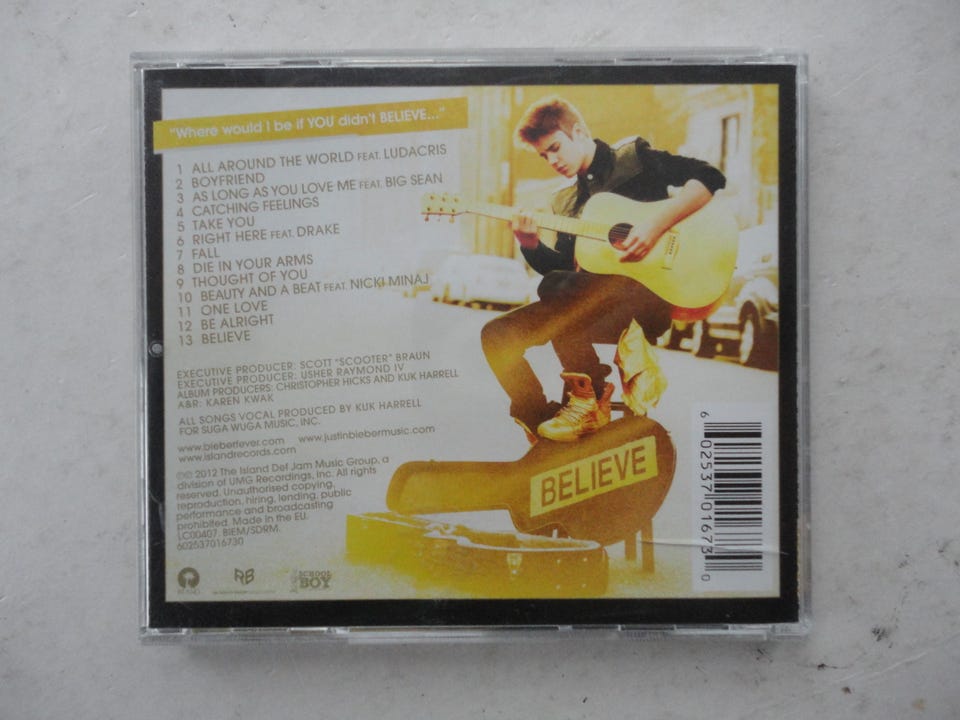 "Where would I be if YOU didn't BELIEVE..."
1 ALL AROUND THE WORLD FEAT. LUDACRIS
2 BOYFRIEND
3 AS LONG AS YOU LOVE ME FEAT. BIG SEAN
4 CATCHING FEELINGS
5 TAKE YOU
6 RIGHT HERE FEAT. DRAKE
7 FALL
8 DIE IN YOUR ARMS
9 THOUGHT OF YOU
10 BEAUTY AND A BEAT FEAT. NICKI MINAJ
11 ONE LOVE
12 BE ALRIGHT
13 BELIEVE
EXECUTIVE PRODUCER: SCOTT "SCOOTER" BRAUN
EXECUTIVE PRODUCER: USHER RAYMOND IV
ALBUM PRODUCERS: CHRISTOPHER HICKS AND KUK HARRELL
A&R: KAREN KWAK
ALL SONGS VOCAL PRODUCED BY KUK HARRELL
FOR SUGA WUGA MUSIC, INC.
www.bieberfever.com www.justinbiebermusic.com
www.islandrecords.com
℗© 2012 The Island Def Jam Music Group, a
division of UMG Recordings, Inc. All rights
reserved. Unauthorised copying,
reproduction, hiring, lending, public
performance and broadcasting
prohibited. Made in the EU.
LC00407. BIEM/SDRM.
602537016730
ISLAND
RB
SCHOOL
BOY
BELIEVE
6 02537 01673 0